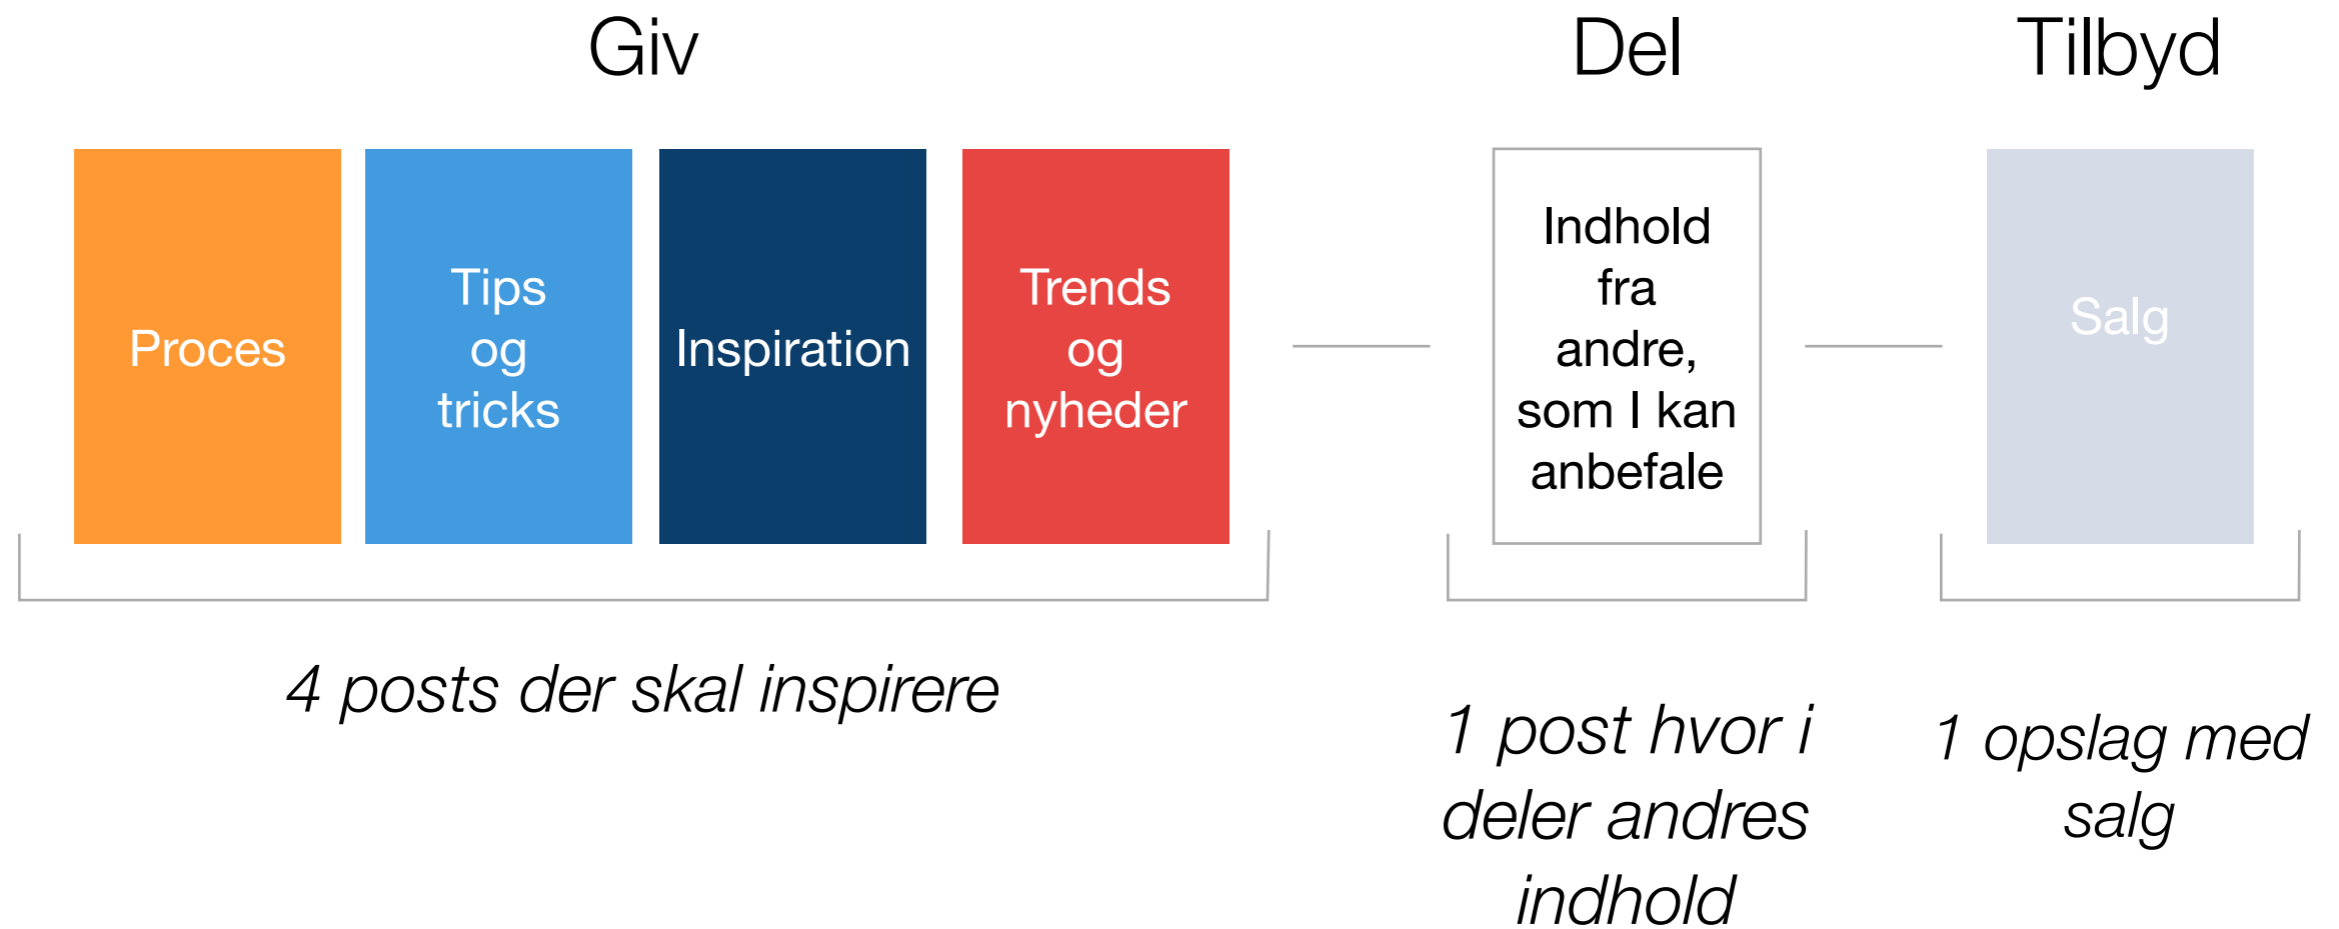 Giv
Del
Tilbyd
Proces
Tips
og
tricks
Inspiration
Trends
og
nyheder
Indhold
fra
andre,
som I kan
anbefale
Salg
4 posts der skal inspirere
1 post hvor i
deler andres
indhold
1 opslag med
salg